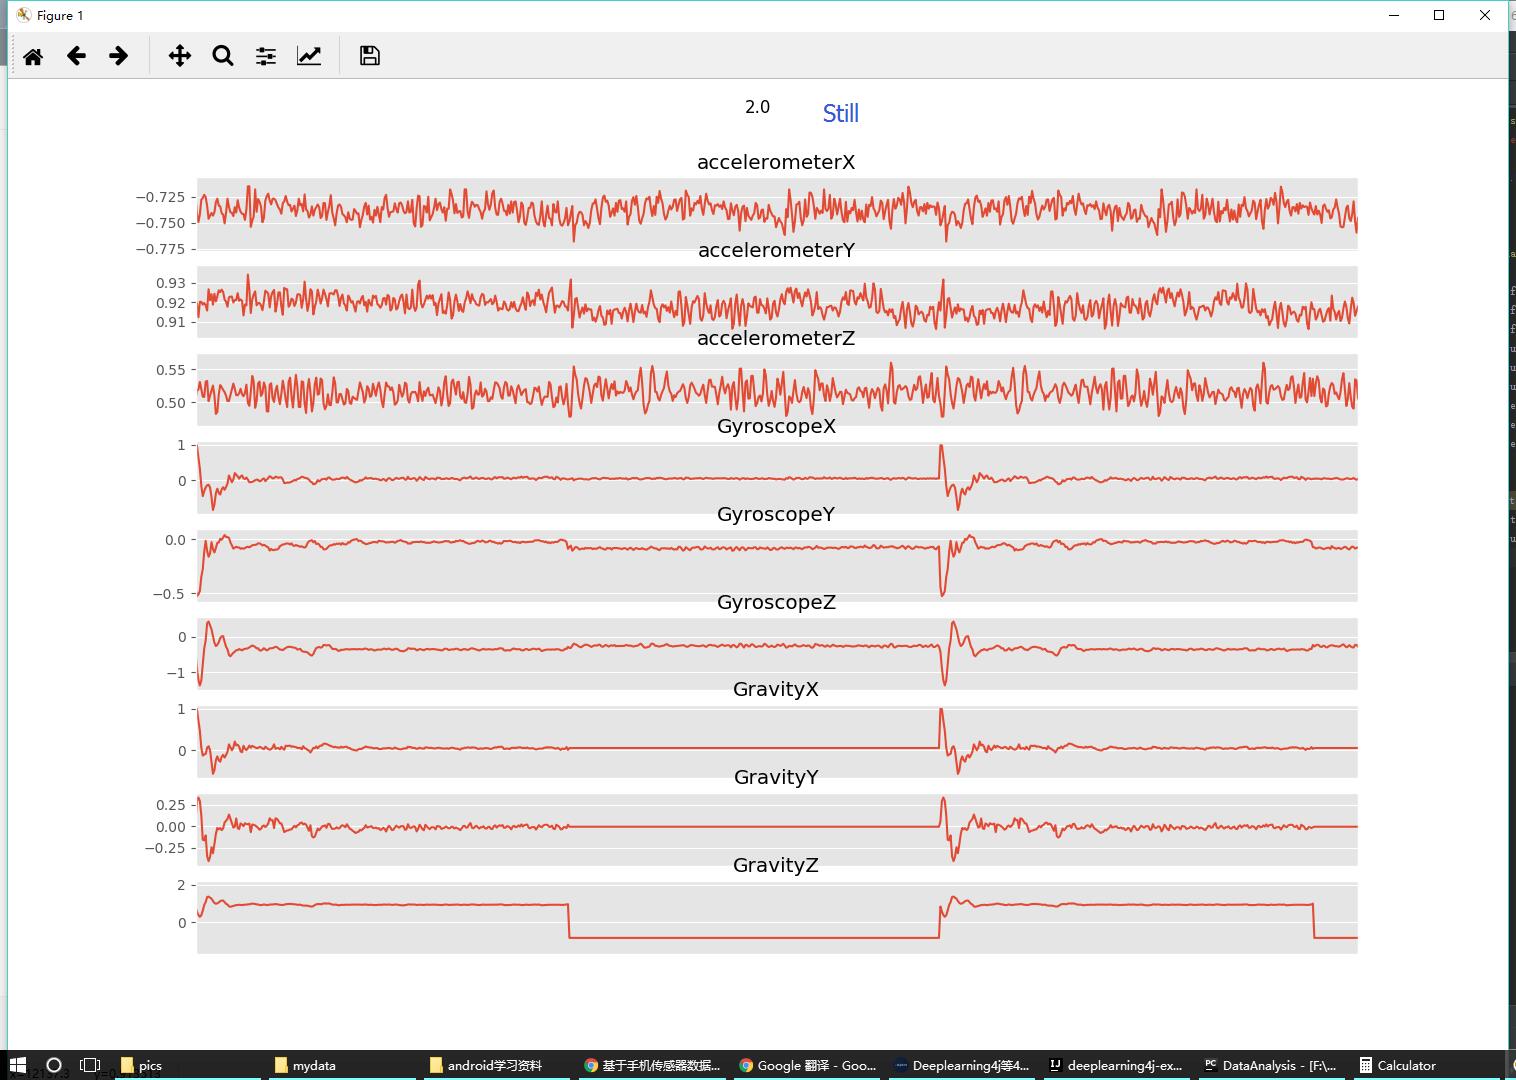 Figure 1
2.0
Still
accelerometerX
−0.725
−0.750
−0.775
accelerometerY
0.93
0.92
0.91
accelerometerZ
0.55
0.50
GyroscopeX
1
0
GyroscopeY
0.0
−0.5
GyroscopeZ
0
−1
GravityX
1
0
GravityY
0.25
0.00
−0.25
GravityZ
2
0
pics
mydata
android学习资料
基于手机传感器数据...
Google 翻译 - Goo...
Deeplearning4j等4...
deeplearning4j-ex...
DataAnalysis - [F:\...
Calculator